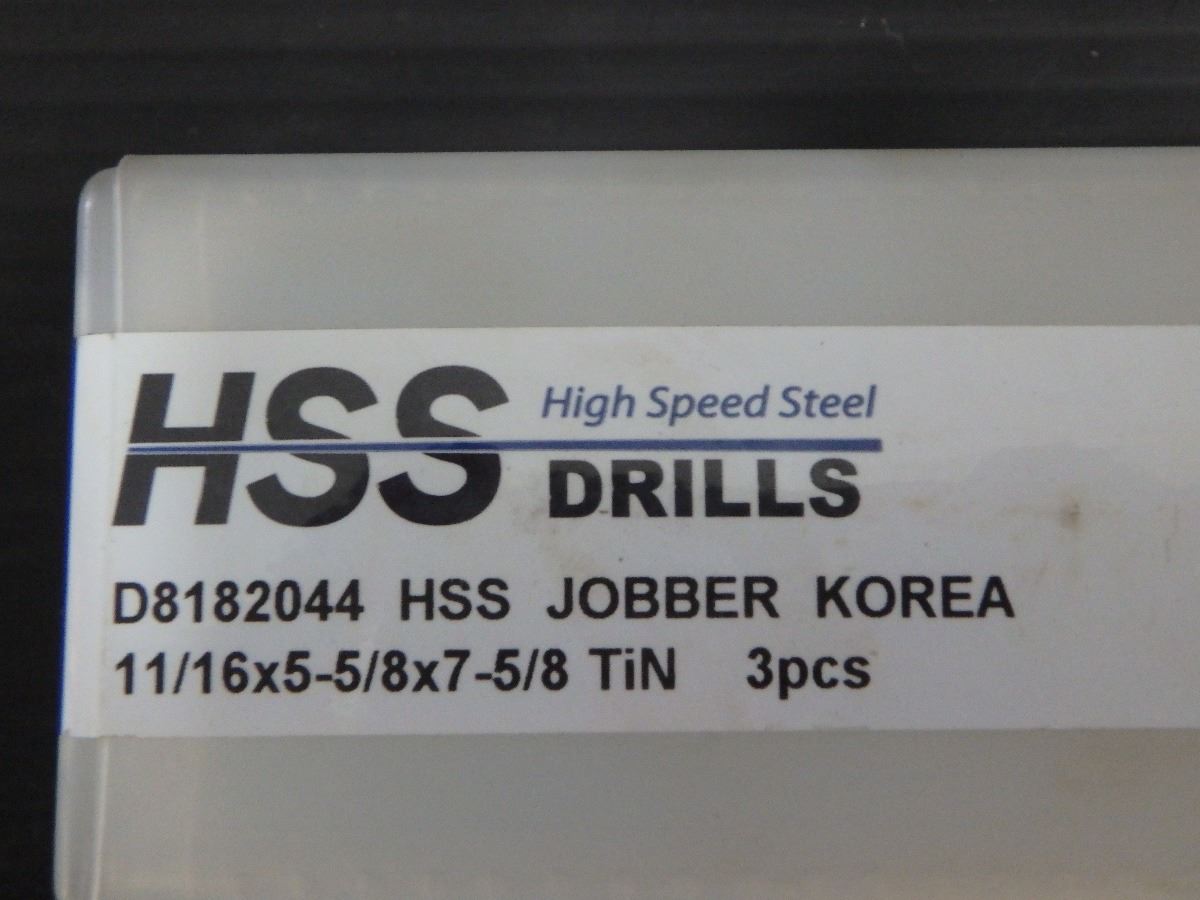 HSS High Speed Steel
DRILLS
D8182044 HSS JOBBER KOREA
11/16x5-5/8x7-5/8 TiN 3pcs